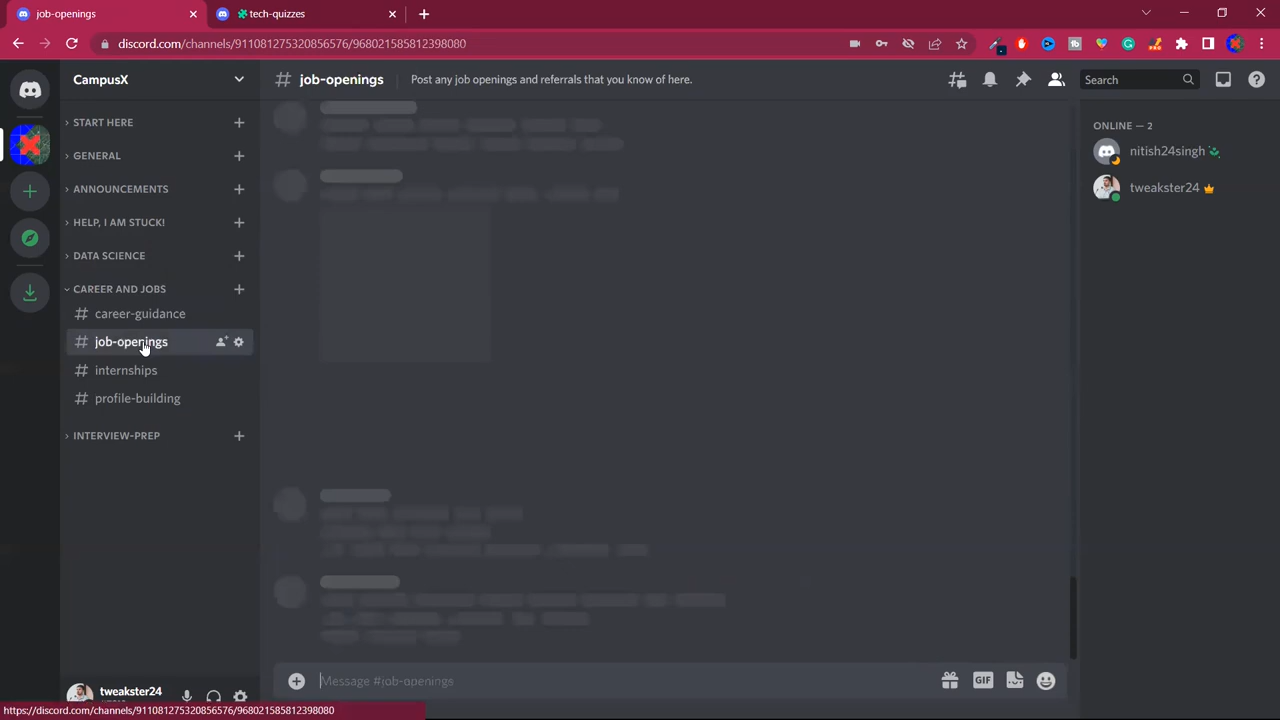 job-openings
tech-quizzes
discord.com/channels/911081275320856576/968021585812398080
CampusX
job-openings
Post any job openings and referrals that you know of here.
Search
START HERE
GENERAL
ANNOUNCEMENTS
HELP, I AM STUCK!
DATA SCIENCE
CAREER AND JOBS
career-guidance
job-openings
internships
profile-building
INTERVIEW-PREP
ONLINE — 2
nitish24singh
tweakster24
Message #job-openings
GIF
tweakster24
https://discord.com/channels/911081275320856576/968021585812398080